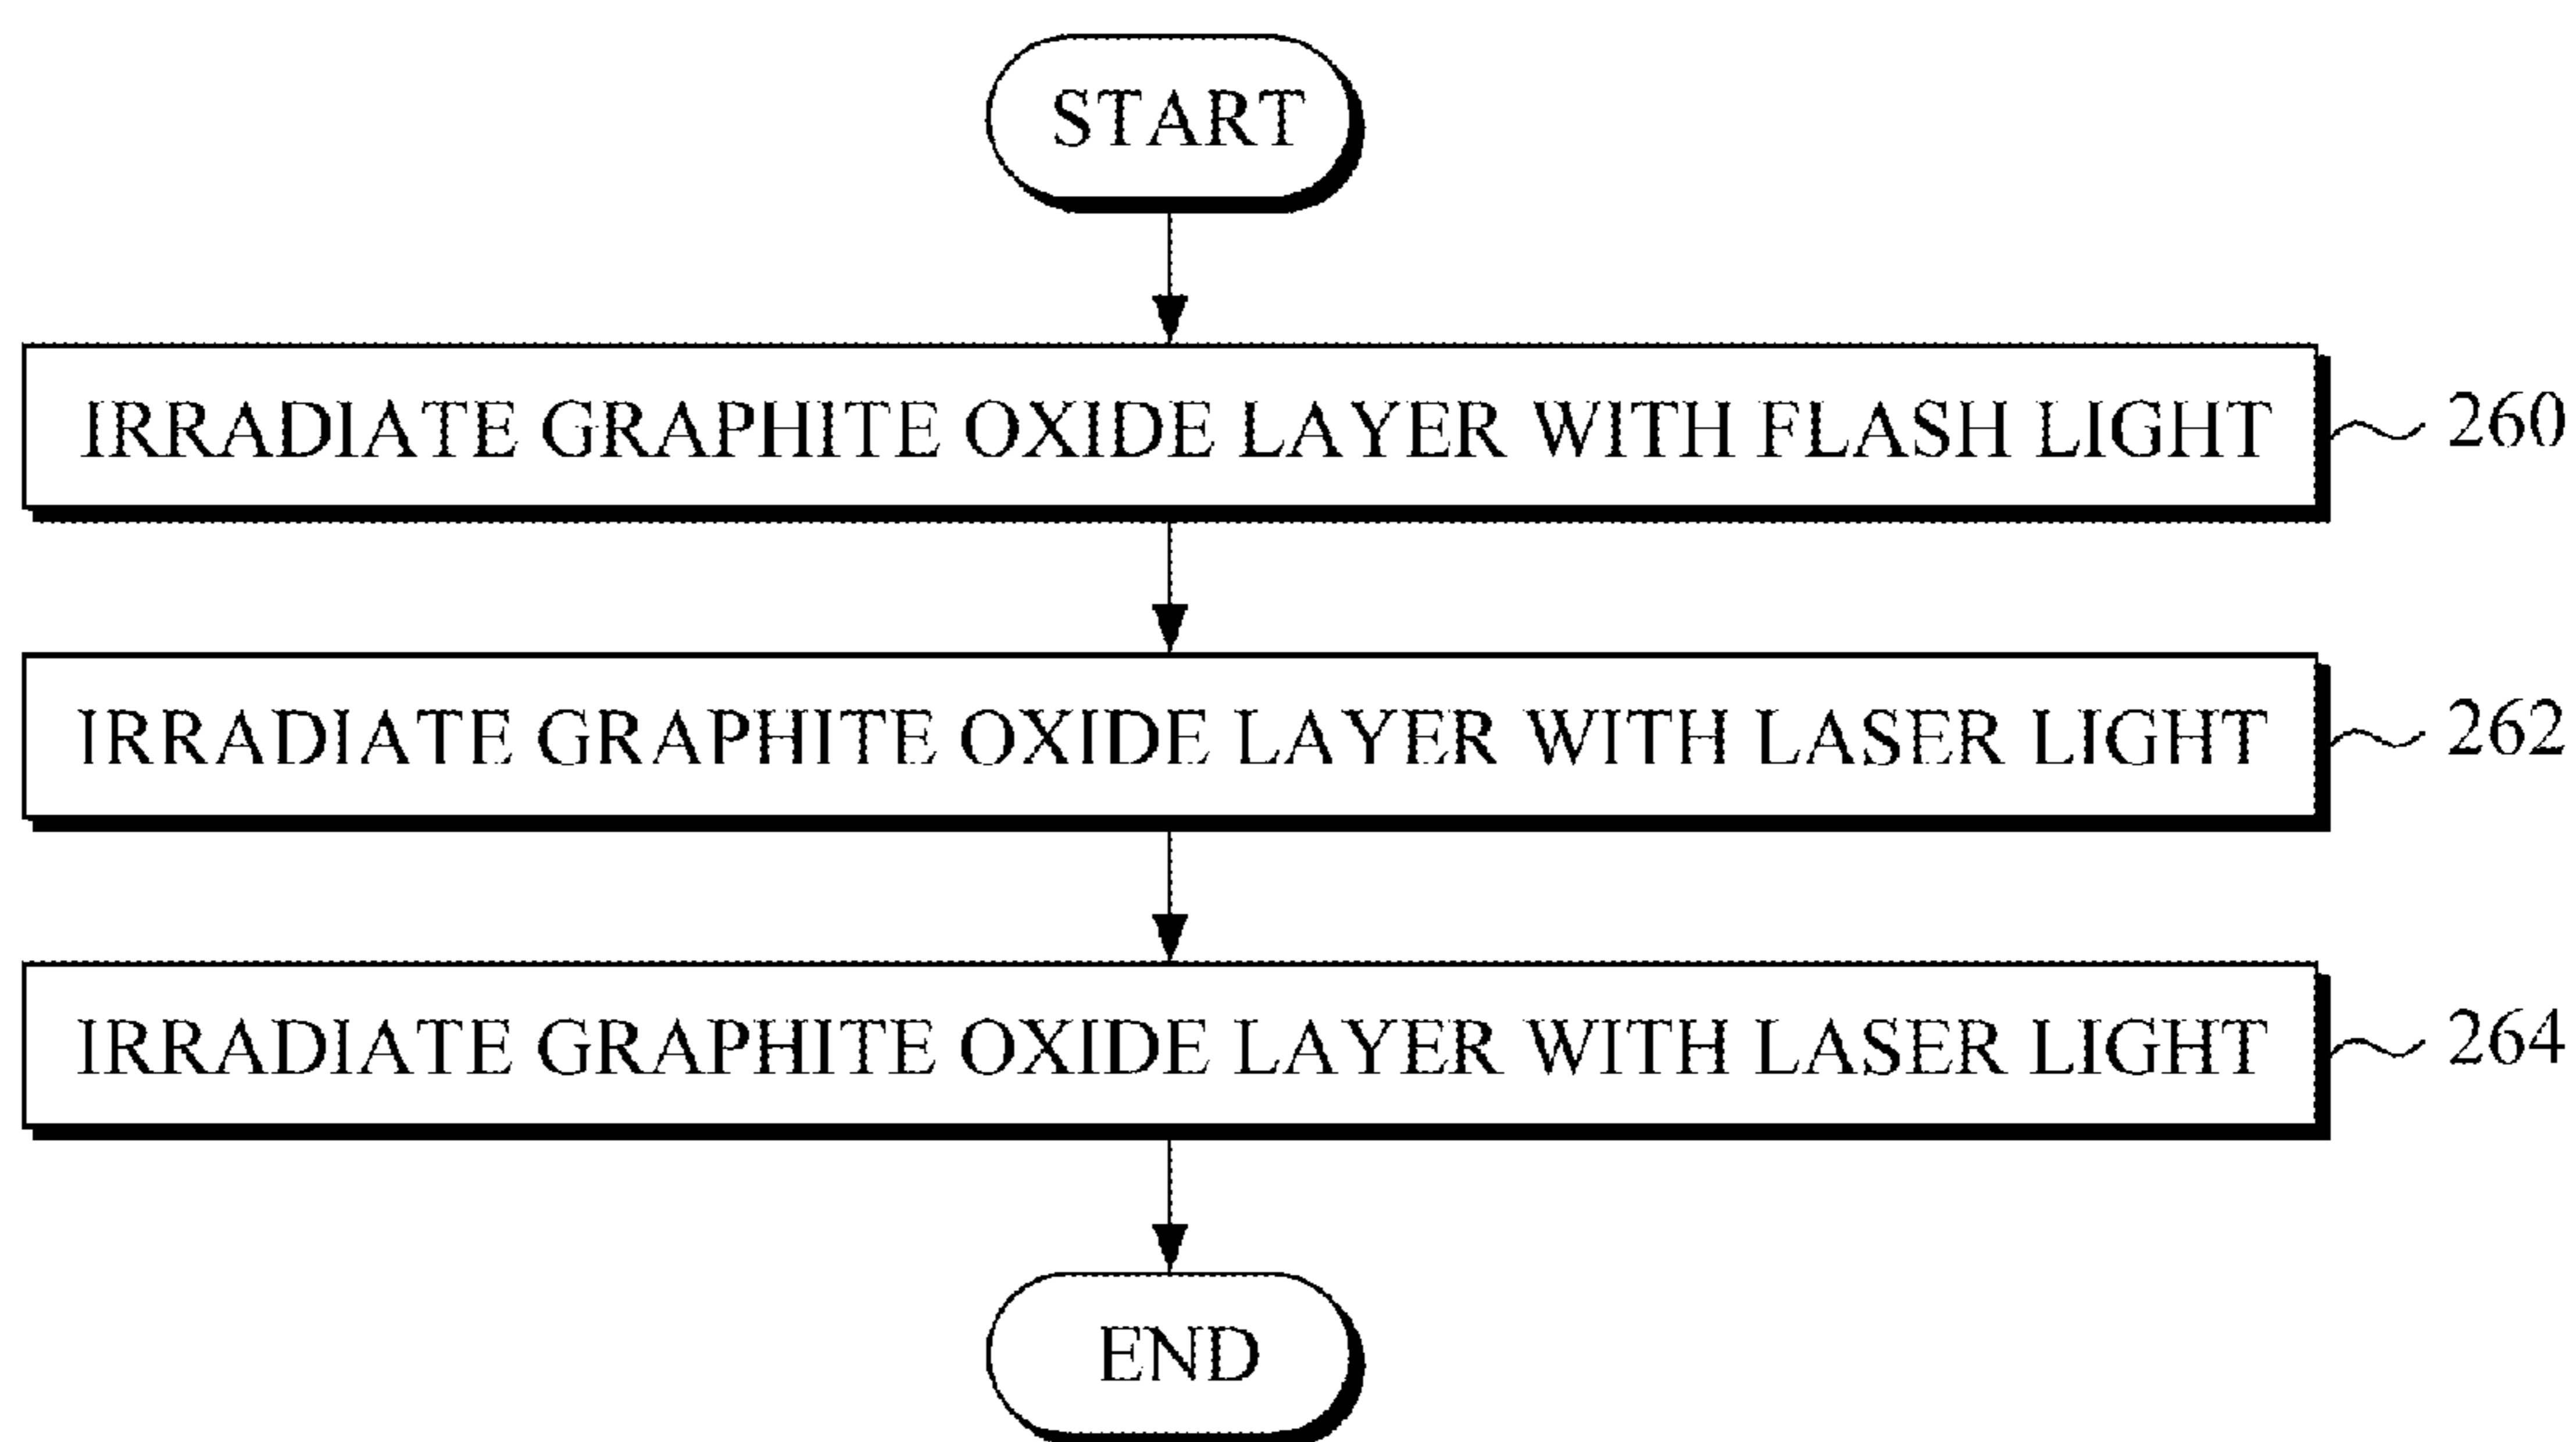 START
IRRADIATE GRAPHITE OXIDE LAYER WITH FLASH LIGHT 260
IRRADIATE GRAPHITE OXIDE LAYER WITH LASER LIGHT 262
IRRADIATE GRAPHITE OXIDE LAYER WITH LASER LIGHT 264
END